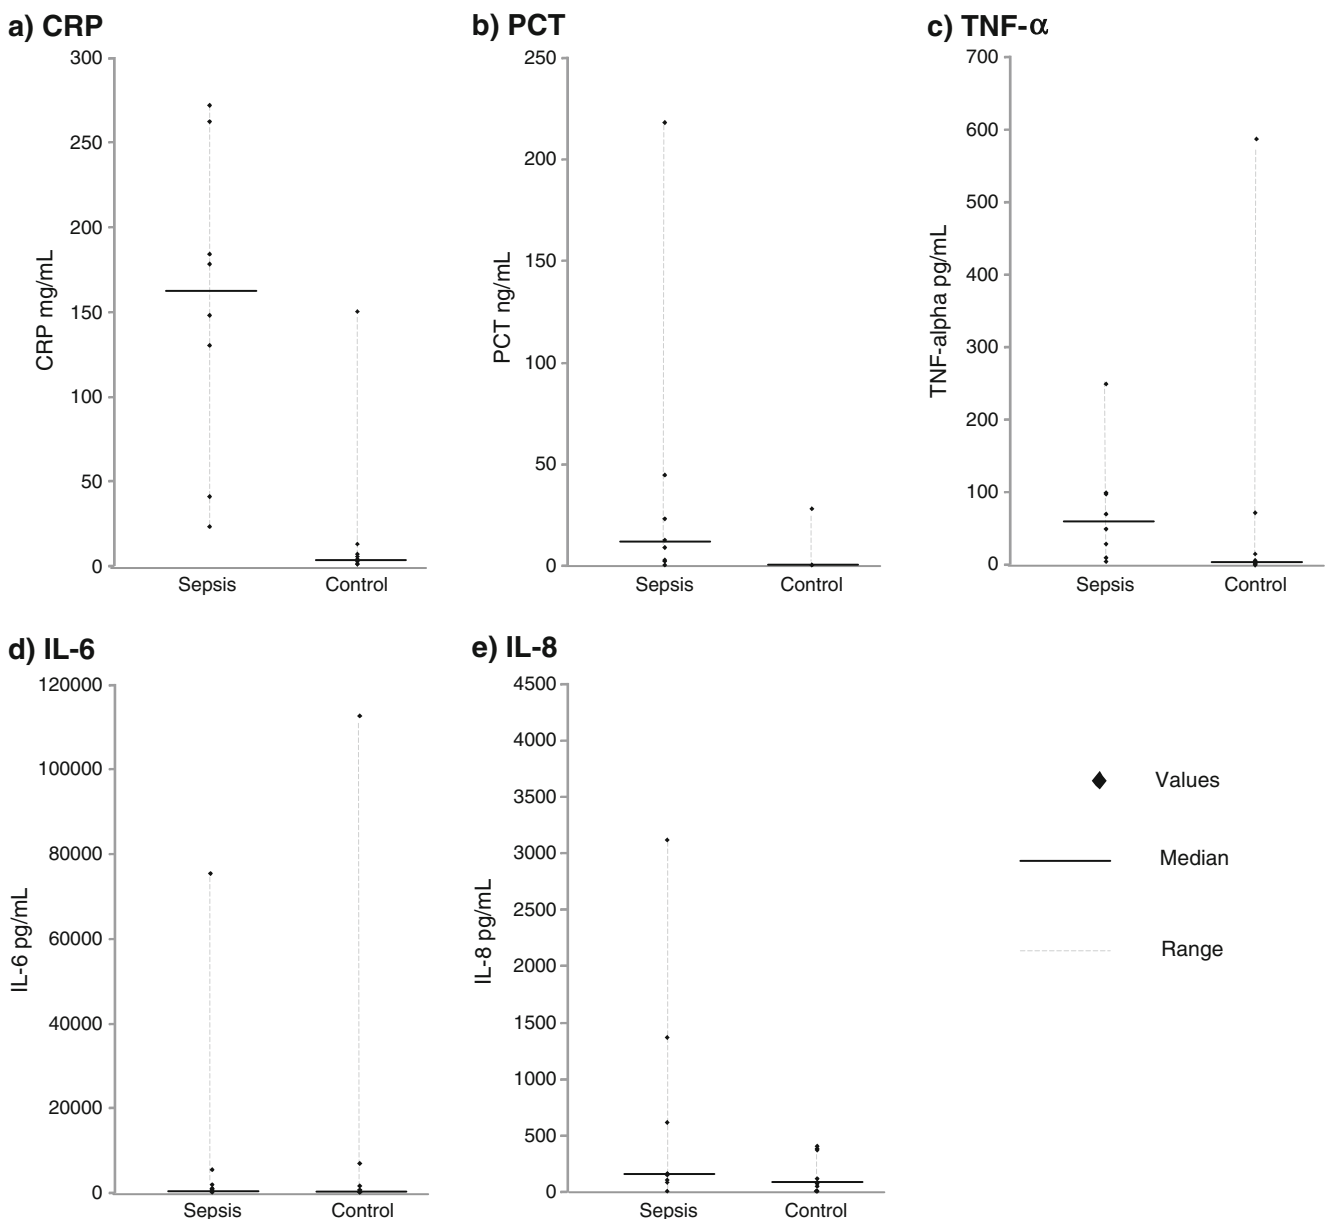 a) CRP
300
250
200
150
100
50
0
CRP mg/mL
Sepsis
Control
b) PCT
250
200
150
100
50
0
PCT ng/mL
Sepsis
Control
c) TNF-α
700
600
500
400
300
200
100
0
TNF-alpha pg/mL
Sepsis
Control
d) IL-6
120000
100000
80000
60000
40000
20000
0
IL-6 pg/mL
Sepsis
Control
e) IL-8
4500
4000
3500
3000
2500
2000
1500
1000
500
0
IL-8 pg/mL
Sepsis
Control
Values
Median
Range